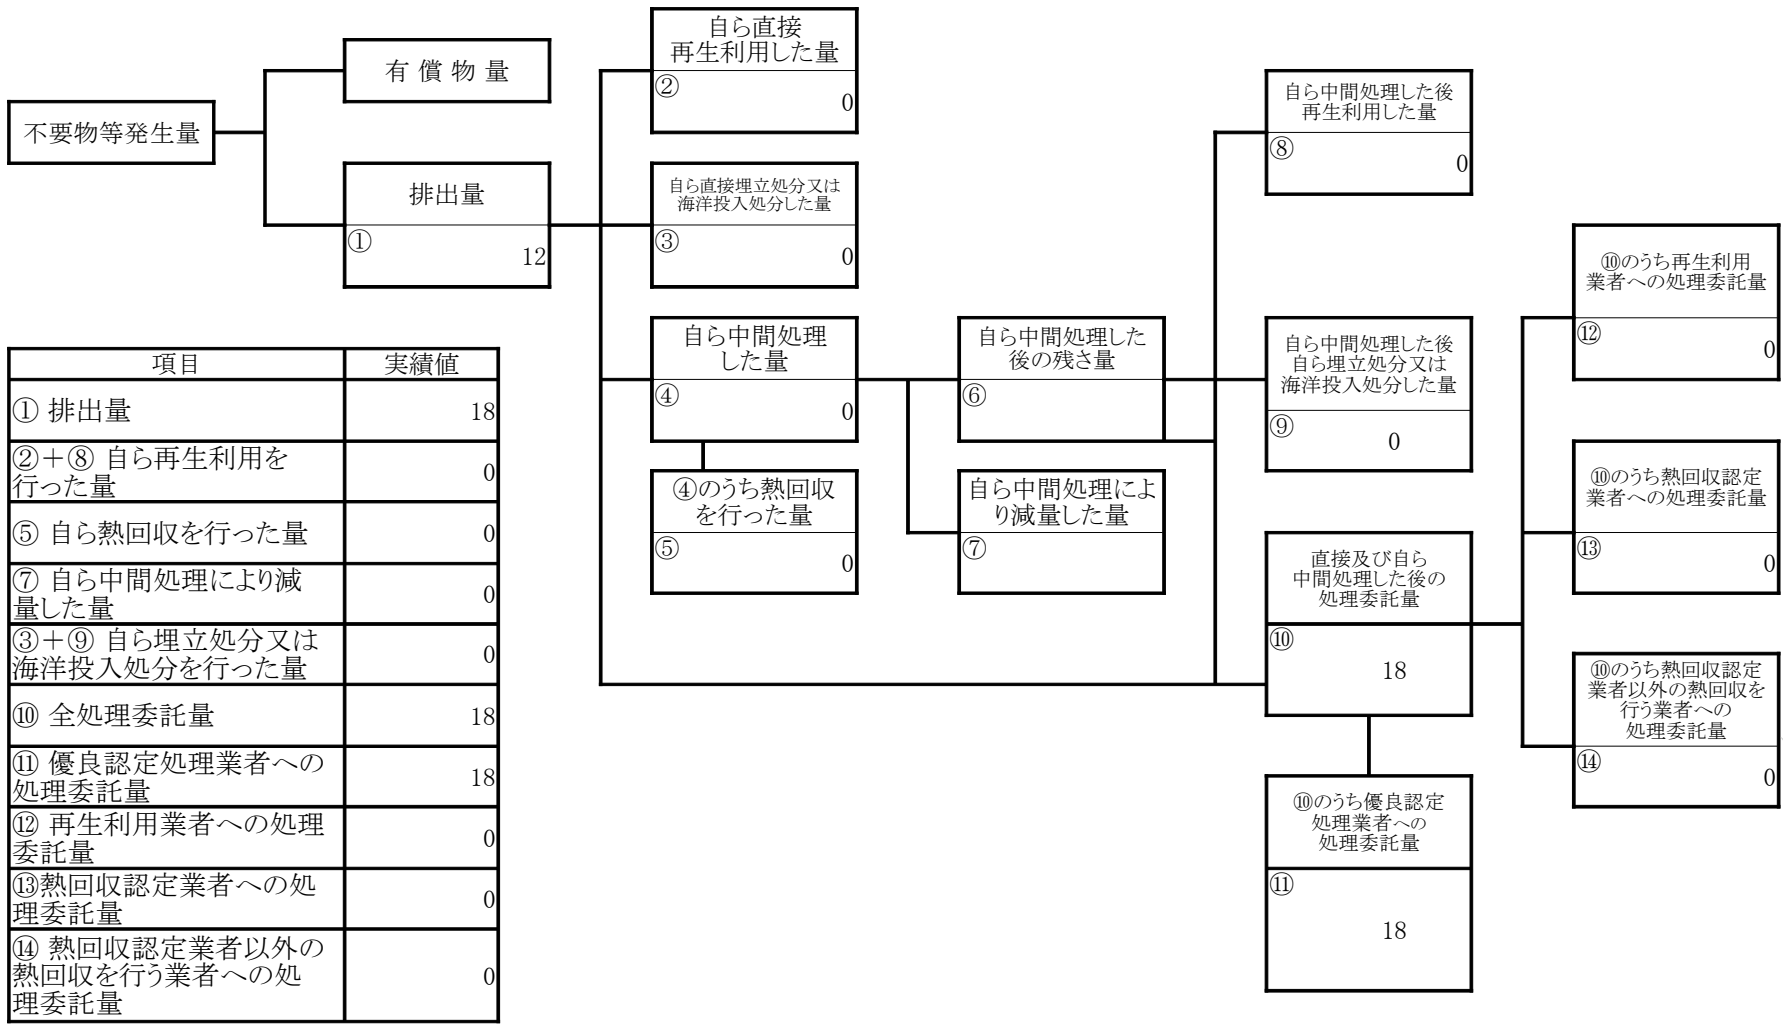 自ら直接
再生利用した量
②
0
有 償 物 量
不要物等発生量
排出量
①
12
自ら直接埋立処分又は
海洋投入処分した量
③
0
自ら中間処理した後
再生利用した量
⑧
0
自ら中間処理
した量
④
0
自ら中間処理した
後の残さ量
⑥
自ら中間処理した後
自ら埋立処分又は
海洋投入処分した量
⑨
0
④のうち熱回収
を行った量
⑤
0
自ら中間処理によ
り減量した量
⑦
直接及び自ら
中間処理した後の
処理委託量
⑩
18
⑩のうち優良認定
処理業者への
処理委託量
⑪
18
⑩のうち再生利用
業者への処理委託量
⑫
0
⑩のうち熱回収認定
業者への処理委託量
⑬
0
⑩のうち熱回収認定
業者以外の熱回収を
行う業者への
処理委託量
⑭
0
項目 実績値
① 排出量 18
②＋⑧ 自ら再生利用を
行った量 0
⑤ 自ら熱回収を行った量 0
⑦ 自ら中間処理により減
量した量 0
③＋⑨ 自ら埋立処分又は
海洋投入処分を行った量 0
⑩ 全処理委託量 18
⑪ 優良認定処理業者への
処理委託量 18
⑫ 再生利用業者への処理
委託量 0
⑬熱回収認定業者への処
理委託量 0
⑭ 熱回収認定業者以外の
熱回収を行う業者への処
理委託量 0